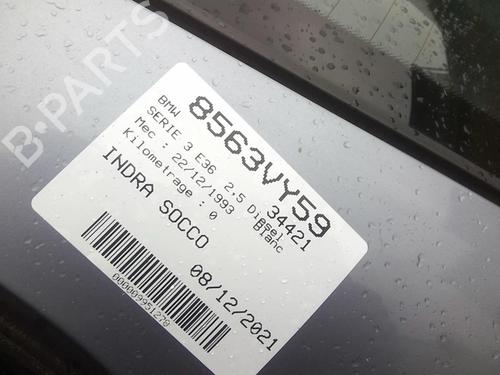 B-PARTS
BMW
8563VY59
SERIE 3 E36 2,5 Diesel 34421
Mec : 22/12/1993 Blanc
Kilometrage : 0
INDRA SOCCO
08/12/2021
000009951270